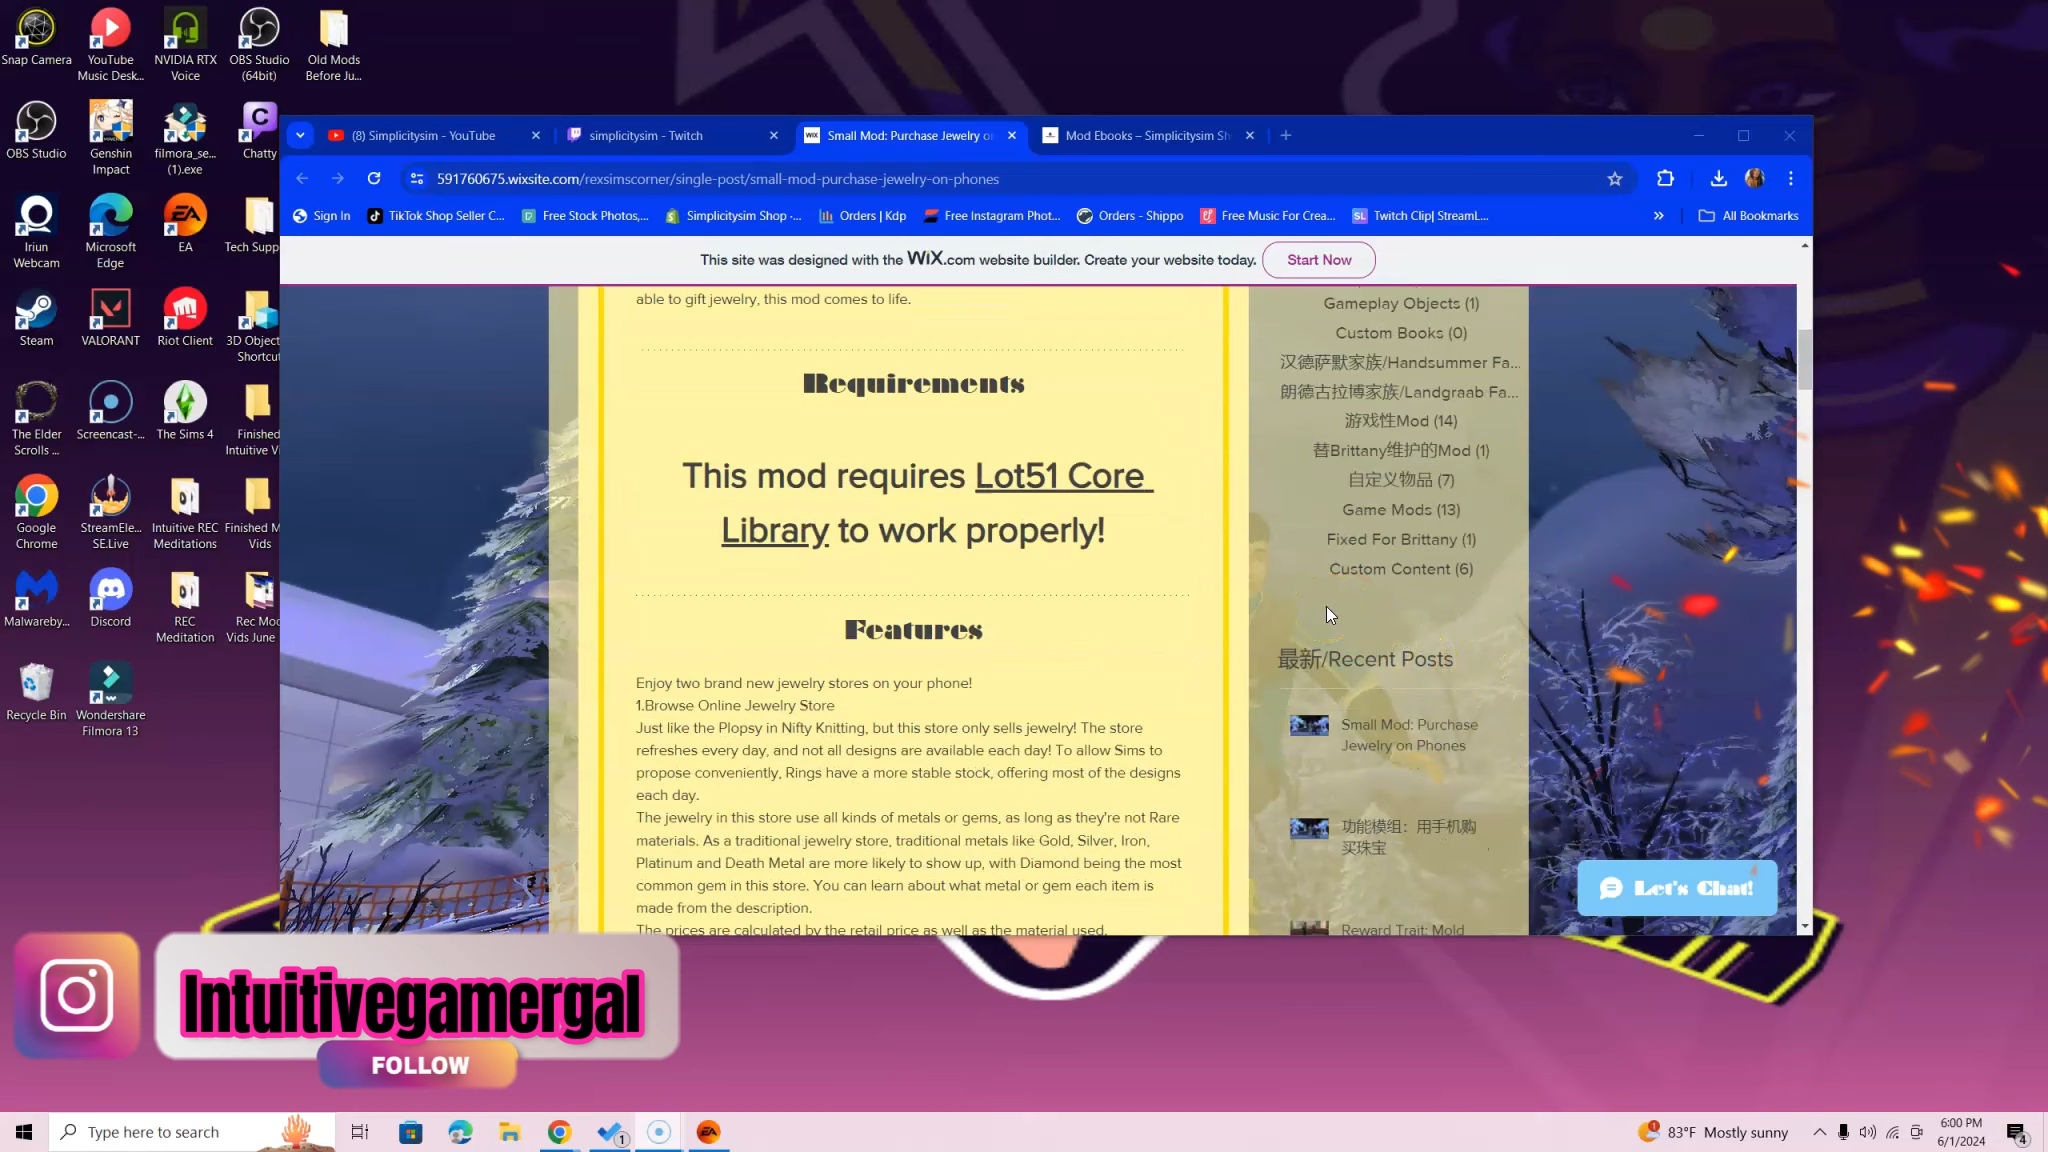 Snap Camera
YouTube
Music Desk...
NVIDIA RTX
Voice
OBS Studio
(64bit)
Old Mods
Before Ju...
OBS Studio
Genshin
Impact
filmora_se...
(1).exe
Chatty
Iriun
Webcam
Microsoft
Edge
EA
Tech Supp
Steam
VALORANT
Riot Client
3D Object
Shortcu
The Elder
Scrolls ...
Screencast-...
The Sims 4
Finished
Intuitive Vi
Google
Chrome
StreamEle...
SE.Live
Intuitive REC
Meditations
Finished M
Vids
Malwareby...
Discord
REC
Meditation
Rec Moc
Vids June
Recycle Bin
Wondershare
Filmora 13
(8) Simplicitysim - YouTube
simplicitysim - Twitch
WIX Small Mod: Purchase Jewelry o
Mod Ebooks – Simplicitysim Sh
591760675.wixsite.com/rexsimscorner/single-post/small-mod-purchase-jewelry-on-phones
Sign In
TikTok Shop Seller C...
Free Stock Photos,...
Simplicitysim Shop ·...
Orders | Kdp
Free Instagram Phot...
Orders - Shippo
Free Music For Crea...
SL Twitch Clip| StreamL...
All Bookmarks
This site was designed with the WiX.com website builder. Create your website today.
Start Now
able to gift jewelry, this mod comes to life.
Requirements
This mod requires Lot51 Core
Library to work properly!
Features
Enjoy two brand new jewelry stores on your phone!
1.Browse Online Jewelry Store
Just like the Plopsy in Nifty Knitting, but this store only sells jewelry! The store
refreshes every day, and not all designs are available each day! To allow Sims to
propose conveniently, Rings have a more stable stock, offering most of the designs
each day.
The jewelry in this store use all kinds of metals or gems, as long as they're not Rare
materials. As a traditional jewelry store, traditional metals like Gold, Silver, Iron,
Platinum and Death Metal are more likely to show up, with Diamond being the most
common gem in this store. You can learn about what metal or gem each item is
made from the description.
The prices are calculated by the retail price as well as the material used.
Gameplay Objects (1)
Custom Books (0)
汉德萨默家族/Handsummer Fa...
朗德古拉博家族/Landgraab Fa...
游戏性Mod (14)
替Brittany维护的Mod (1)
自定义物品 (7)
Game Mods (13)
Fixed For Brittany (1)
Custom Content (6)
最新/Recent Posts
Small Mod: Purchase
Jewelry on Phones
功能模组：用手机购
买珠宝
Reward Trait: Mold
Let's Chat!
Intuitivegamergal
FOLLOW
Type here to search
1
1
83°F Mostly sunny
6:00 PM
6/1/2024
4